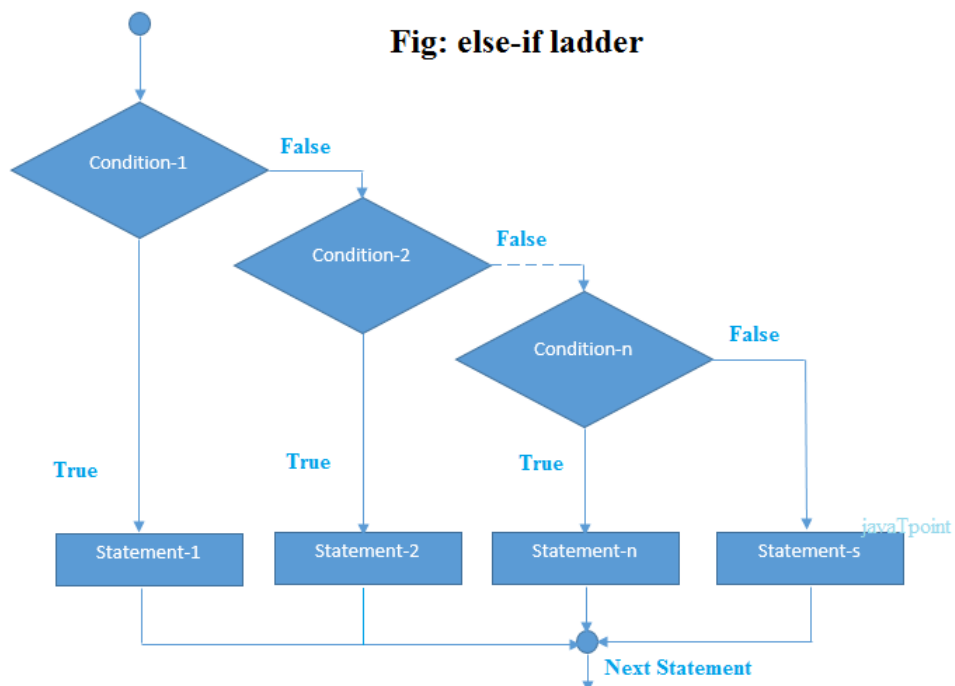 Fig: else-if ladder
Condition-1
False
Condition-2
False
Condition-n
False
True
True
True
javaTpoint
Statement-1
Statement-2
Statement-n
Statement-s
Next Statement